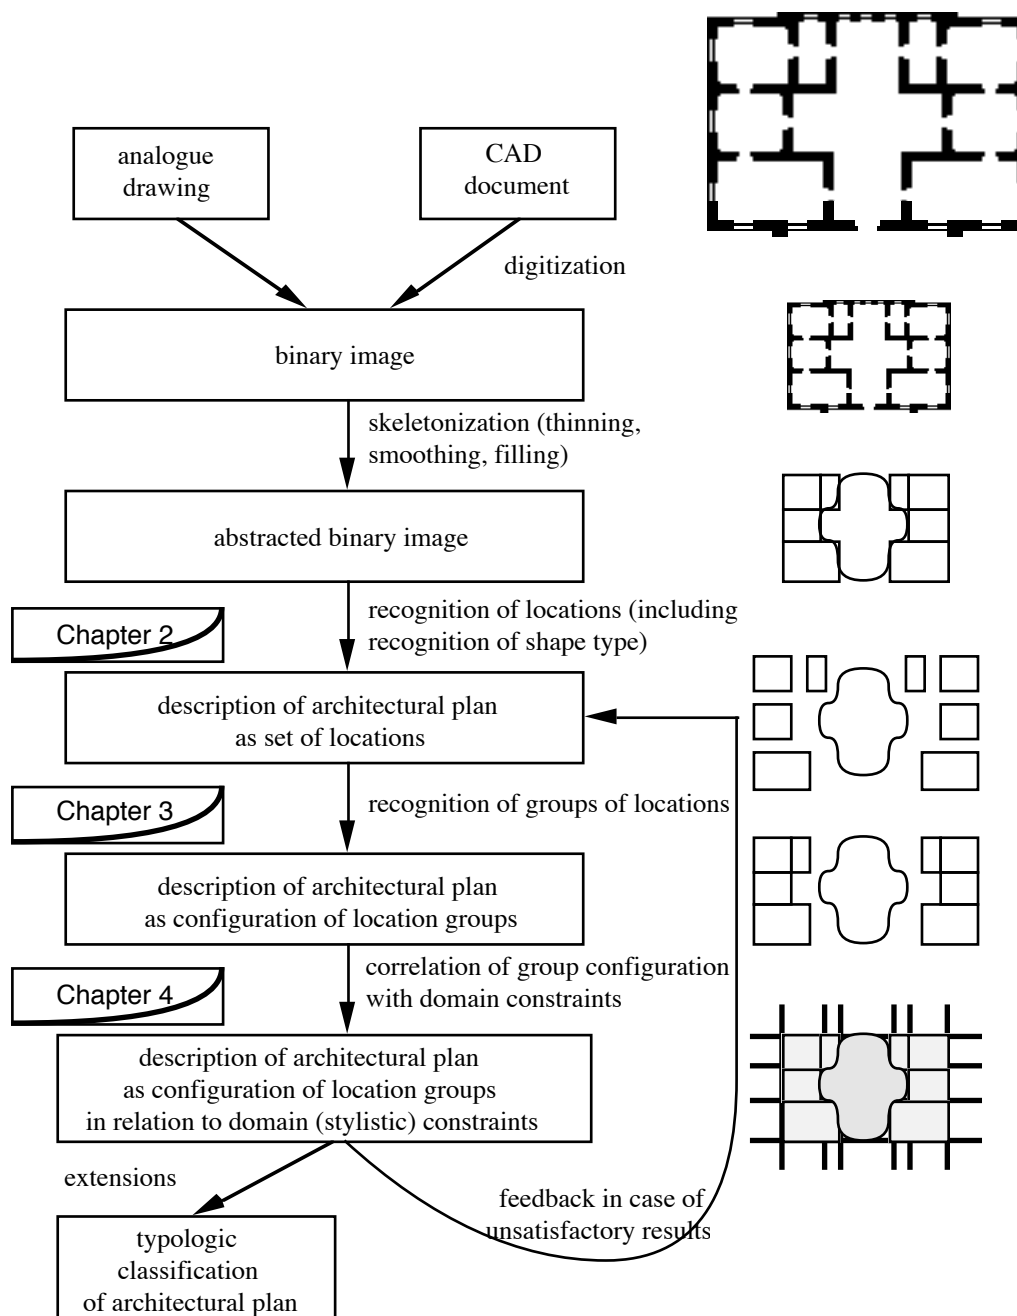 analogue
drawing
CAD
document
digitization
binary image
skeletonization (thinning,
smoothing, filling)
abstracted binary image
recognition of locations (including
recognition of shape type)
Chapter 2
description of architectural plan
as set of locations
Chapter 3
recognition of groups of locations
description of architectural plan
as configuration of location groups
correlation of group configuration
with domain constraints
Chapter 4
description of architectural plan
as configuration of location groups
in relation to domain (stylistic) constraints
extensions
feedback in case of
unsatisfactory results
typologic
classification
of architectural plan